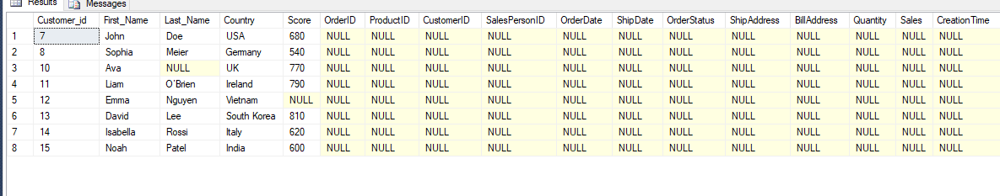 Results Messages
Customer_id First_Name Last_Name Country Score OrderID ProductID CustomerID SalesPersonID OrderDate ShipDate OrderStatus ShipAddress BillAddress Quantity Sales CreationTime
1 7 John Doe USA 680 NULL NULL NULL NULL NULL NULL NULL NULL NULL NULL NULL NULL
2 8 Sophia Meier Germany 540 NULL NULL NULL NULL NULL NULL NULL NULL NULL NULL NULL NULL
3 10 Ava NULL UK 770 NULL NULL NULL NULL NULL NULL NULL NULL NULL NULL NULL NULL
4 11 Liam O'Brien Ireland 790 NULL NULL NULL NULL NULL NULL NULL NULL NULL NULL NULL NULL
5 12 Emma Nguyen Vietnam NULL NULL NULL NULL NULL NULL NULL NULL NULL NULL NULL NULL NULL
6 13 David Lee South Korea 810 NULL NULL NULL NULL NULL NULL NULL NULL NULL NULL NULL NULL
7 14 Isabella Rossi Italy 620 NULL NULL NULL NULL NULL NULL NULL NULL NULL NULL NULL NULL
8 15 Noah Patel India 600 NULL NULL NULL NULL NULL NULL NULL NULL NULL NULL NULL NULL